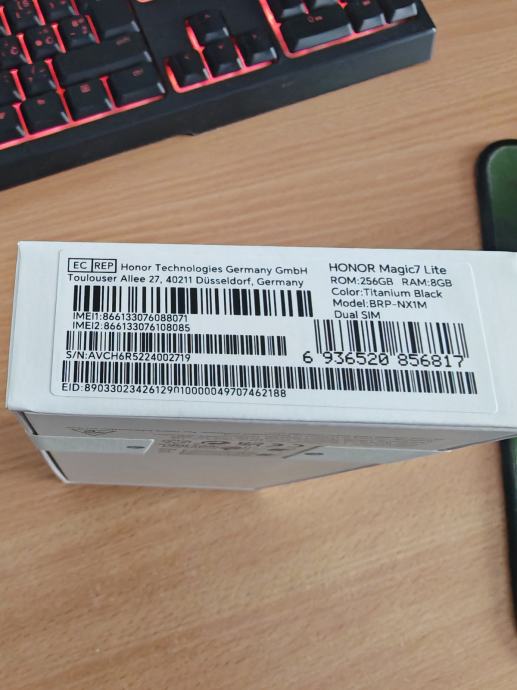 EC REP Honor Technologies Germany GmbH
Toulouser Allee 27, 40211 Düsseldorf, Germany
IMEI1:866133076088071
IMEI2:866133076108085
S/N:AVCH6R5224002719
EID:89033023426129010000049707462188
HONOR Magic7 Lite
ROM:256GB RAM:8GB
Color:Titanium Black
Model:BRP-NX1M
Dual SIM
6 936520 856817